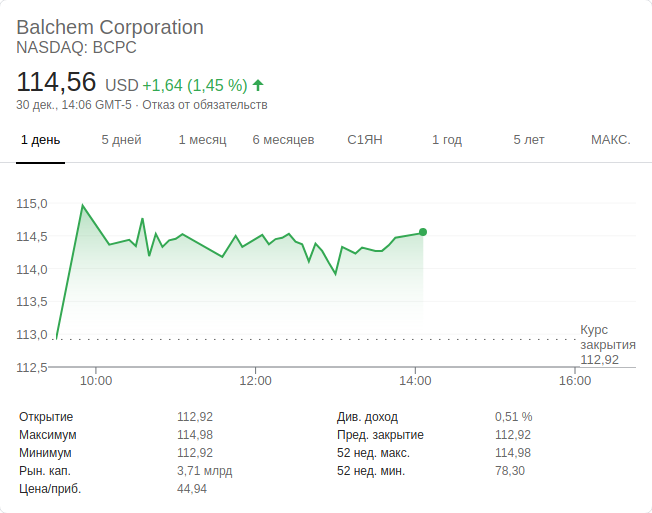 Balchem Corporation
NASDAQ: BCPC
114,56 USD +1,64 (1,45 %)
30 дек., 14:06 GMT-5 · Отказ от обязательств
1 день 5 дней 1 месяц 6 месяцев С1ЯН 1 год 5 лет МАКС.
115,0
114,5
114,0
113,5
113,0
112,5
Курс
закрытия
112,92
10:00 12:00 14:00 16:00
Открытие 112,92 Див. доход 0,51 %
Максимум 114,98 Пред. закрытие 112,92
Минимум 112,92 52 нед. макс. 114,98
Рын. кап. 3,71 млрд 52 нед. мин. 78,30
Цена/приб. 44,94